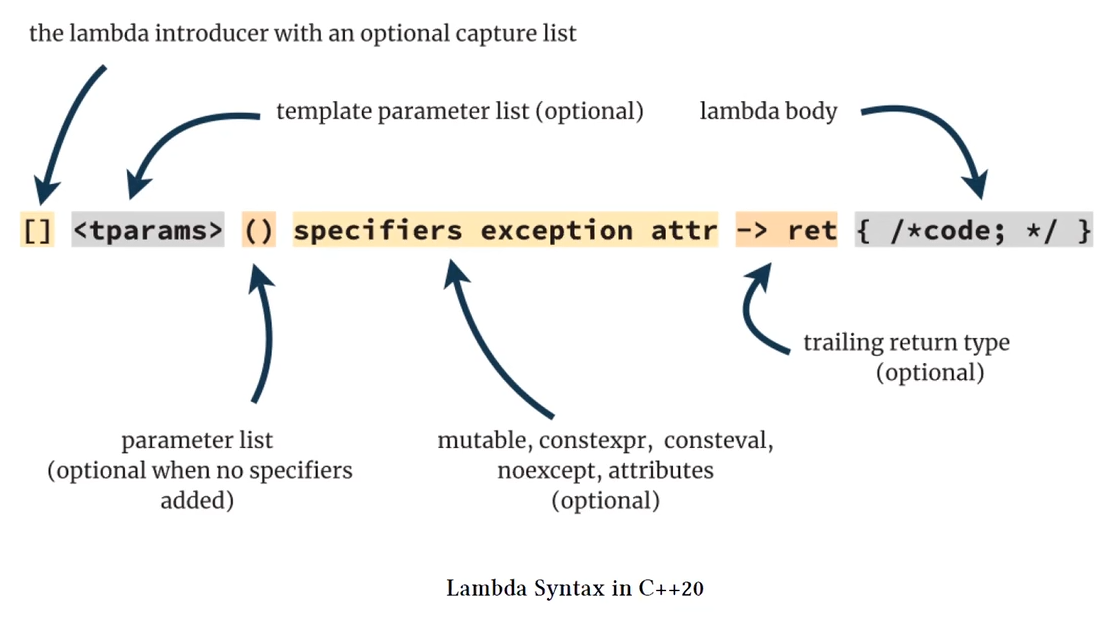 the lambda introducer with an optional capture list
template parameter list (optional)
lambda body
[] <tparams> () specifiers exception attr -> ret { /*code; */ }
trailing return type
(optional)
parameter list
(optional when no specifiers
added)
mutable, constexpr, consteval,
noexcept, attributes
(optional)
Lambda Syntax in C++20